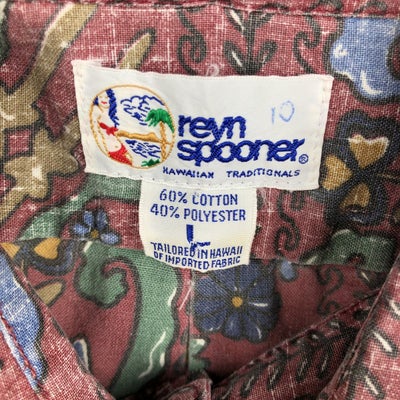 10
reyn
spooner®
HAWAIIAN TRADITIONALS
60% COTTON
40% POLYESTER
L
TAILORED IN HAWAII
OF IMPORTED FABRIC